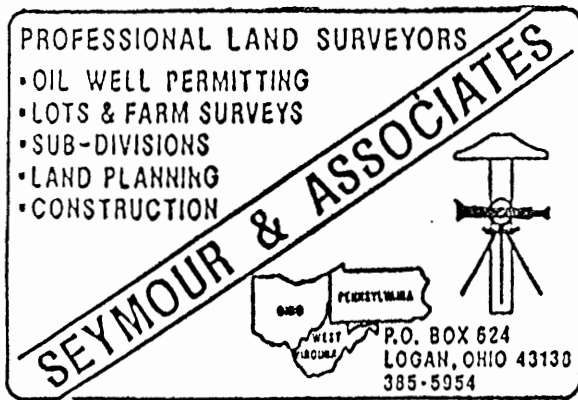 PROFESSIONAL LAND SURVEYORS
•OIL WELL PERMITTING
•LOTS & FARM SURVEYS
•SUB-DIVISIONS
•LAND PLANNING
•CONSTRUCTION
SEYMOUR & ASSOCIATES
OHIO
PENNSYLVANIA
WEST
VIRGINIA
P.O. BOX 624
LOGAN, OHIO 43138
385-5954